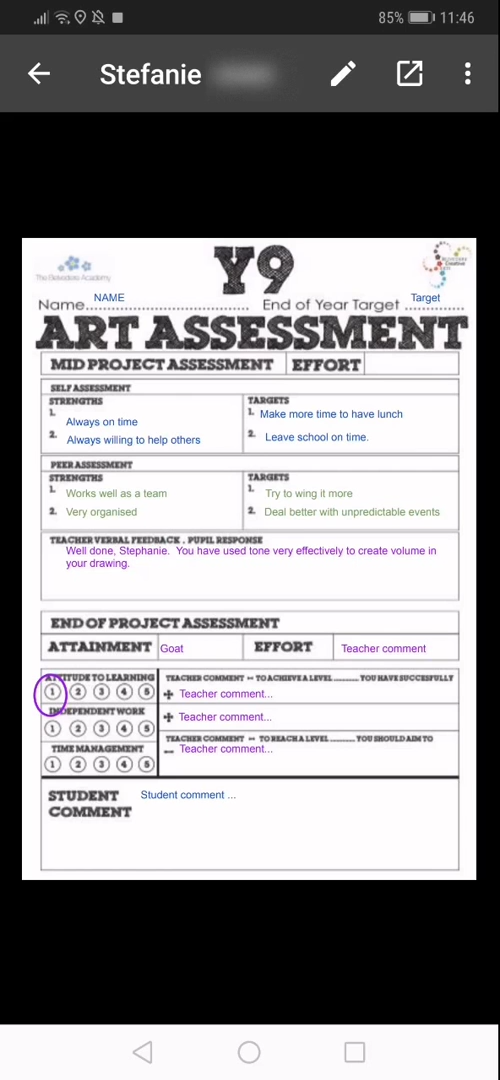 85% 11:46
Stefanie
The Belvedere Academy
Y9
Name NAME End of Year Target Target
ART ASSESSMENT
MID PROJECT ASSESSMENT EFFORT
SELF ASSESSMENT
STRENGTHS
1.
Always on time
2. Always willing to help others
TARGETS
1. Make more time to have lunch
2. Leave school on time.
PEER ASSESSMENT
STRENGTHS
1. Works well as a team
2. Very organised
TARGETS
1. Try to wing it more
2. Deal better with unpredictable events
TEACHER VERBAL FEEDBACK . PUPIL RESPONSE
Well done, Stephanie. You have used tone very effectively to create volume in
your drawing.
END OF PROJECT ASSESSMENT
ATTAINMENT Goat EFFORT Teacher comment
ATTITUDE TO LEARNING
1 2 3 4 5
INDEPENDENT WORK
1 2 3 4 5
TIME MANAGEMENT
1 2 3 4 5
TEACHER COMMENT -- TO ACHIEVE A LEVEL ........... YOU HAVE SUCCESFULLY
+ Teacher comment...
+ Teacher comment...
TEACHER COMMENT -- TO REACH A LEVEL ........... YOU SHOULD AIM TO
– Teacher comment...
STUDENT Student comment ...
COMMENT